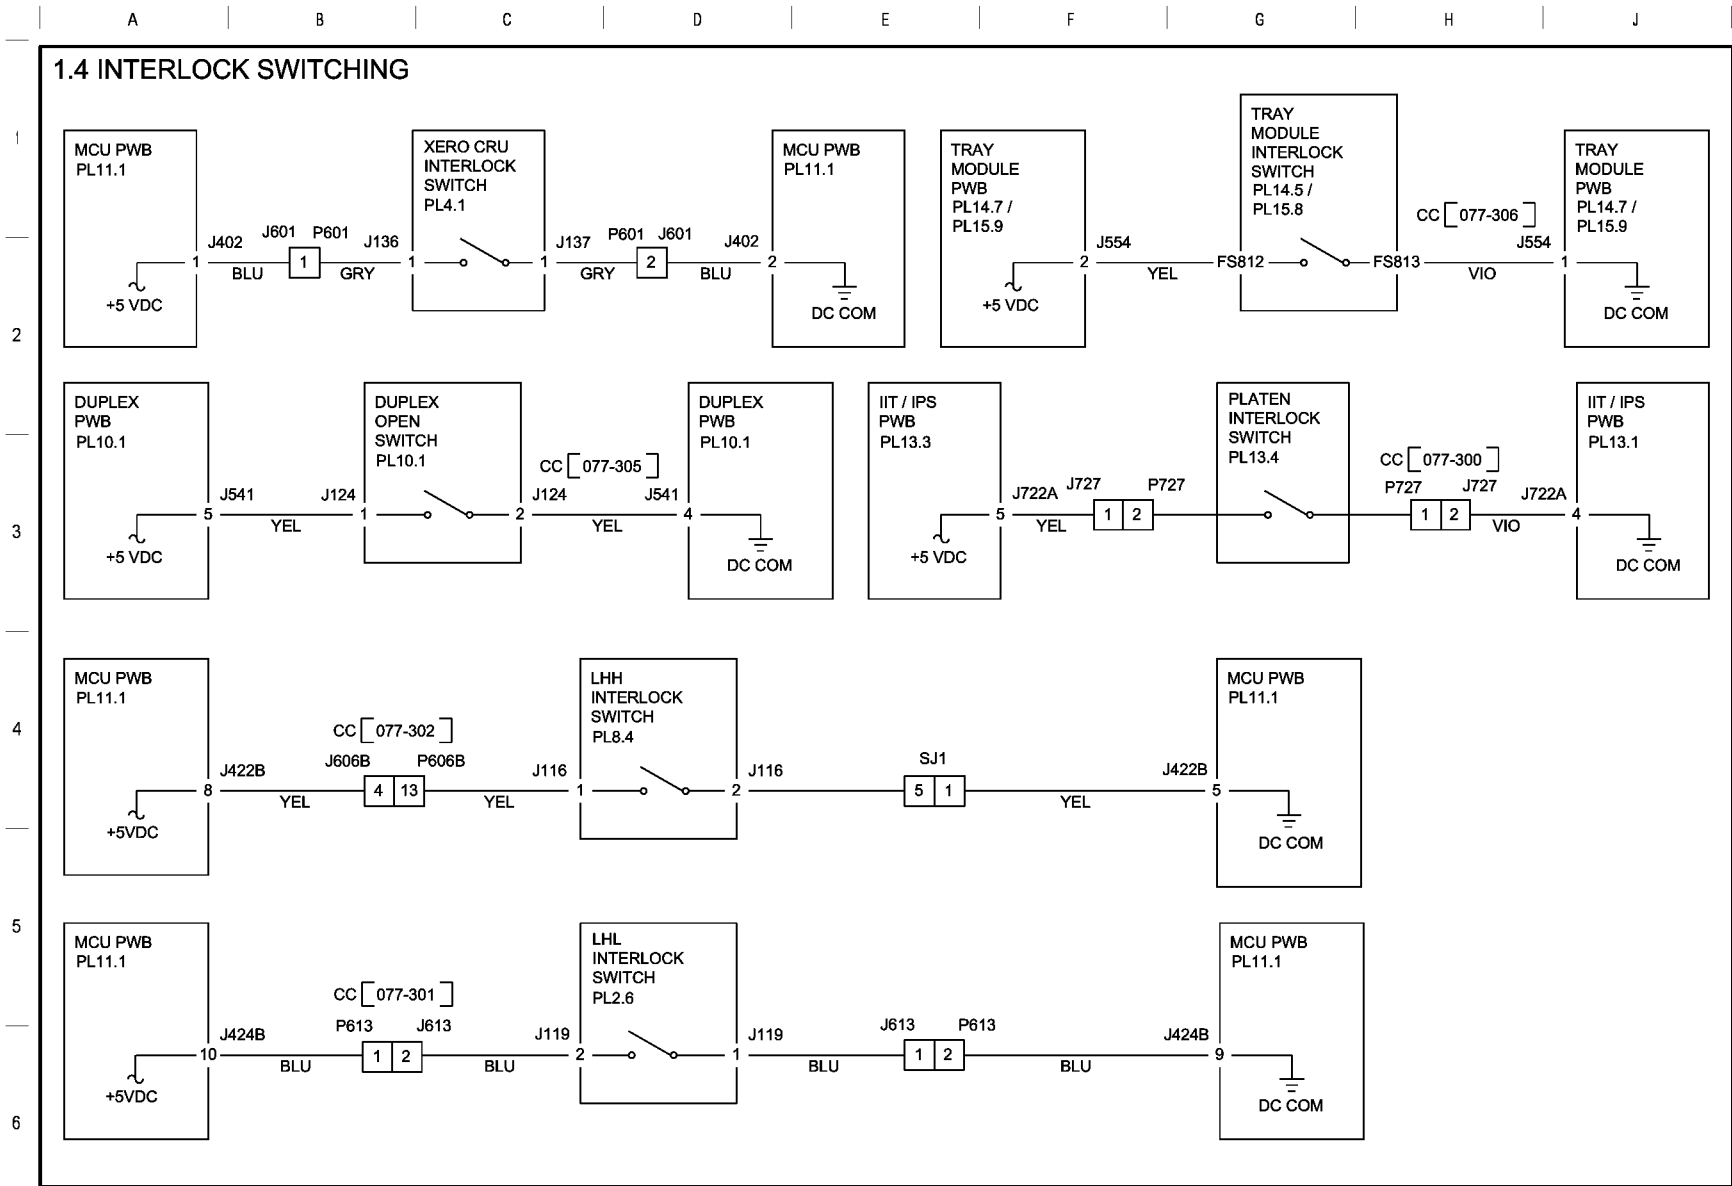 A B C D E F G H J
1.4 INTERLOCK SWITCHING
1
MCU PWB
PL11.1
J402
1
+5 VDC
BLU
J601 P601
1
GRY
J136
1
XERO CRU
INTERLOCK
SWITCH
PL4.1
J137
1
GRY
P601 J601
2
BLU
J402
2
MCU PWB
PL11.1
DC COM
TRAY
MODULE
PWB
PL14.7 /
PL15.9
J554
2
+5 VDC
YEL
FS812
TRAY
MODULE
INTERLOCK
SWITCH
PL14.5 /
PL15.8
FS813
CC [077-306]
VIO
J554
1
TRAY
MODULE
PWB
PL14.7 /
PL15.9
DC COM
2
DUPLEX
PWB
PL10.1
J541
5
+5 VDC
YEL
J124
1
DUPLEX
OPEN
SWITCH
PL10.1
J124
2
CC [077-305]
YEL
J541
4
DUPLEX
PWB
PL10.1
DC COM
IIT / IPS
PWB
PL13.3
J722A
5
+5 VDC
YEL
J727 P727
1 2
PLATEN
INTERLOCK
SWITCH
PL13.4
CC [077-300]
P727 J727
1 2
VIO
J722A
4
IIT / IPS
PWB
PL13.1
DC COM
3
MCU PWB
PL11.1
J422B
8
+5VDC
YEL
CC [077-302]
J606B P606B
4 13
YEL
J116
1
LHH
INTERLOCK
SWITCH
PL8.4
J116
2
SJ1
5 1
YEL
J422B
5
MCU PWB
PL11.1
DC COM
4
5
MCU PWB
PL11.1
J424B
10
+5VDC
BLU
CC [077-301]
P613 J613
1 2
BLU
J119
2
LHL
INTERLOCK
SWITCH
PL2.6
J119
1
BLU
J613 P613
1 2
BLU
J424B
9
MCU PWB
PL11.1
DC COM
6